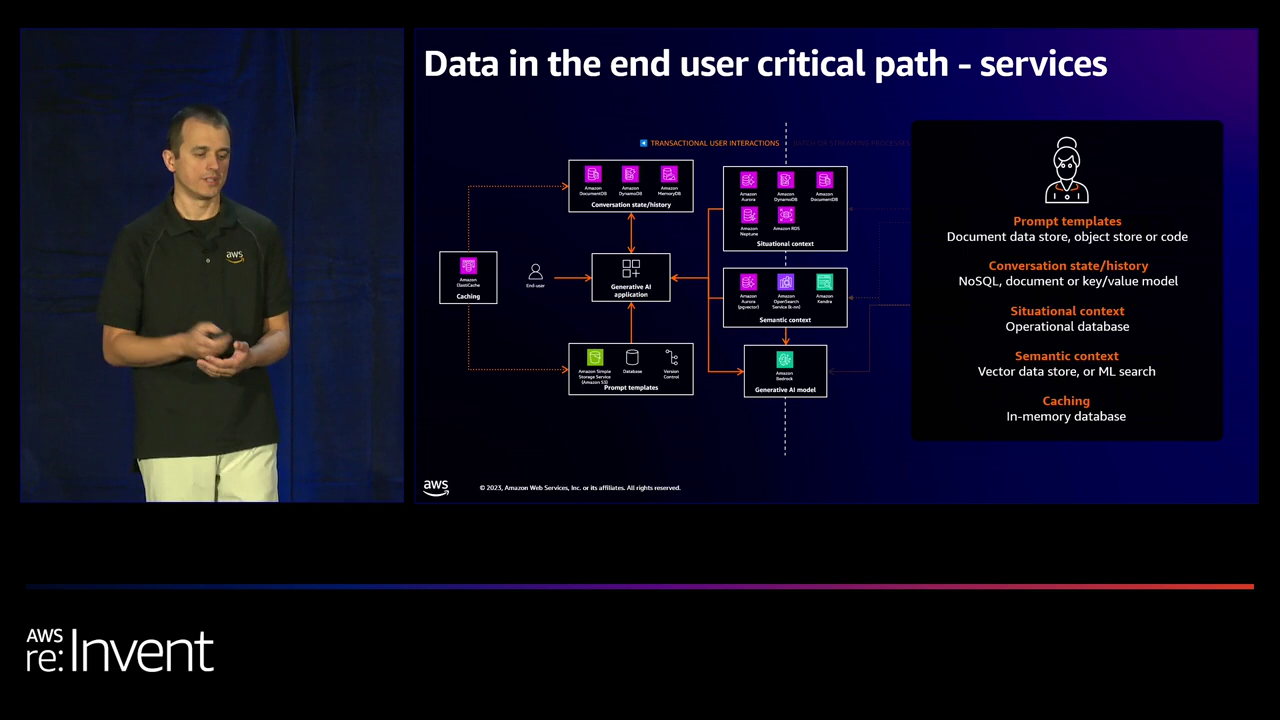 Data in the end user critical path - services
TRANSACTIONAL USER INTERACTIONS
BATCH OR STREAMING PROCESSES
Amazon
DocumentDB
Amazon
DynamoDB
Amazon
MemoryDB
Conversation state/history
Amazon
Aurora
Amazon
DynamoDB
Amazon
DocumentDB
Amazon
Neptune
Amazon RDS
Situational context
Amazon
ElastiCache
Caching
End-user
Generative AI
application
Amazon
Aurora
(pgvector)
Amazon
OpenSearch
Service (k-nn)
Amazon
Kendra
Semantic context
Amazon Simple
Storage Service
(Amazon S3)
Database
Version
Control
Prompt templates
Amazon
Bedrock
Generative AI model
Prompt templates
Document data store, object store or code
Conversation state/history
NoSQL, document or key/value model
Situational context
Operational database
Semantic context
Vector data store, or ML search
Caching
In-memory database
aws
© 2023, Amazon Web Services, Inc. or its affiliates. All rights reserved.
aws
AWS
re:Invent